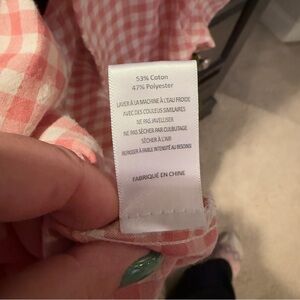 53% Coton
47% Polyester
LAVER À LA MACHINE À L'EAU FROIDE
AVEC DES COULEURS SIMILAIRES
NE PAS JAVELLISER
NE PAS SÉCHER PAR CULBUTAGE
SÉCHER À L'AIR
REPASSER À FAIBLE INTENSITÉ AU BESOIN
FABRIQUÉ EN CHINE